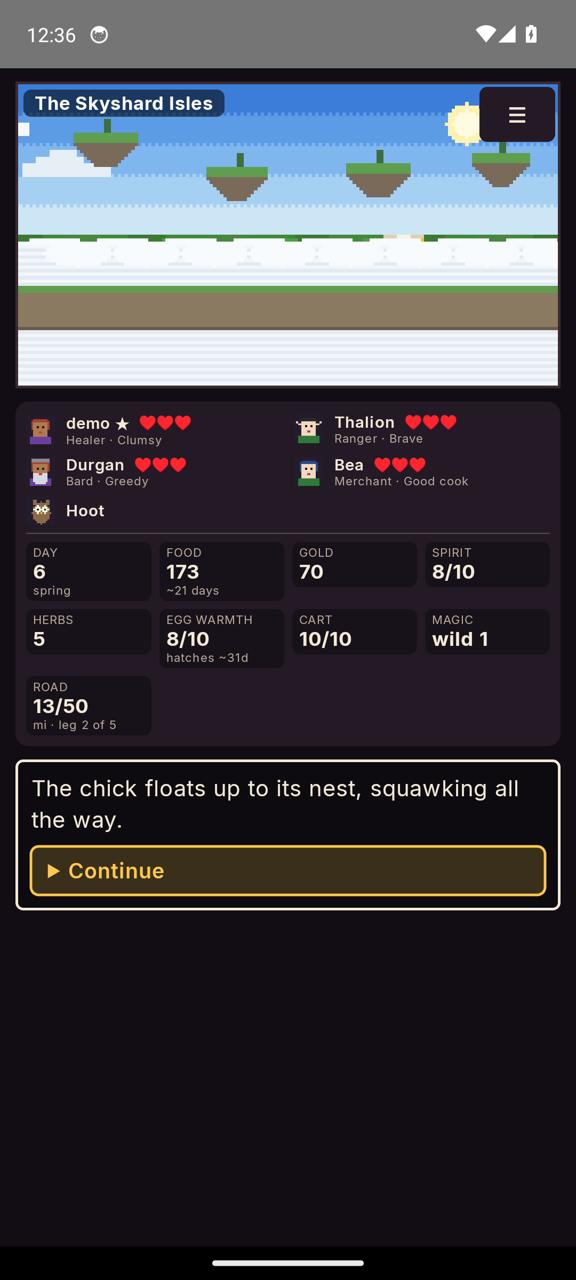 12:36
The Skyshard Isles
☰
demo ★ ❤️❤️❤️
Healer · Clumsy
Thalion ❤️❤️❤️
Ranger · Brave
Durgan ❤️❤️❤️
Bard · Greedy
Bea ❤️❤️❤️
Merchant · Good cook
Hoot
DAY
6
spring
FOOD
173
~21 days
GOLD
70
SPIRIT
8/10
HERBS
5
EGG WARMTH
8/10
hatches ~31d
CART
10/10
MAGIC
wild 1
ROAD
13/50
mi · leg 2 of 5
The chick floats up to its nest, squawking all
the way.
▶ Continue